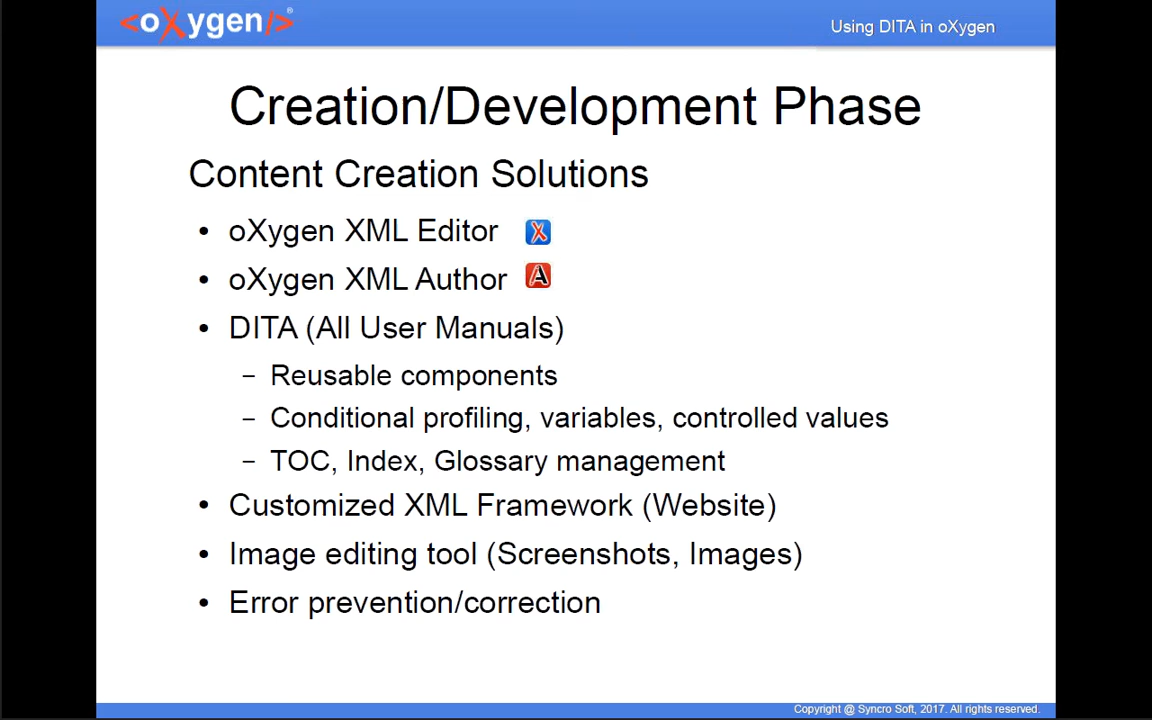 <oXygen/>®
Using DITA in oXygen
Creation/Development Phase
Content Creation Solutions
• oXygen XML Editor
• oXygen XML Author
• DITA (All User Manuals)
– Reusable components
– Conditional profiling, variables, controlled values
– TOC, Index, Glossary management
• Customized XML Framework (Website)
• Image editing tool (Screenshots, Images)
• Error prevention/correction
Copyright @ Syncro Soft, 2017. All rights reserved.